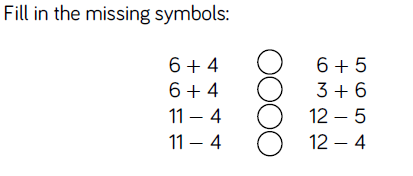 Fill in the missing symbols:
6 + 4 ◯ 6 + 5
6 + 4 ◯ 3 + 6
11 – 4 ◯ 12 – 5
11 – 4 ◯ 12 – 4